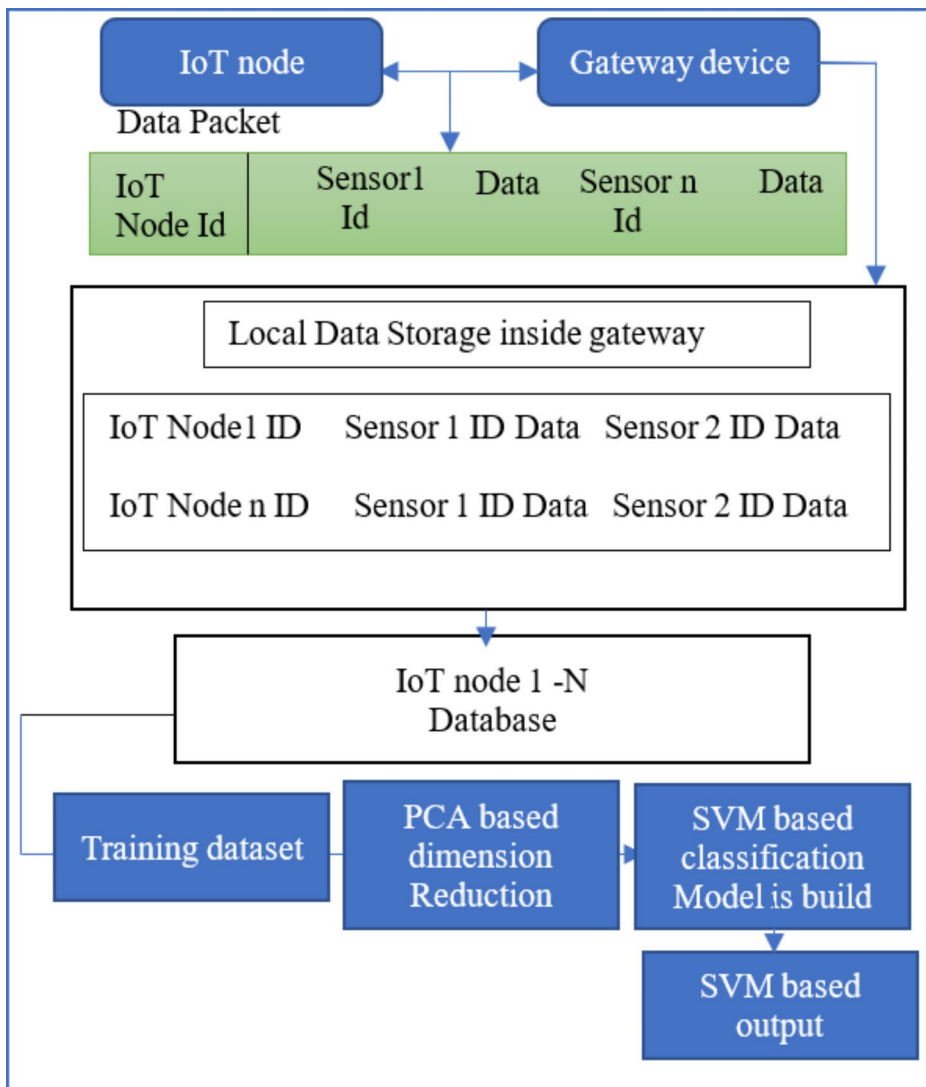 IoT node
Gateway device
Data Packet
IoT
Node Id
Sensor1
Id
Data
Sensor n
Id
Data
Local Data Storage inside gateway
IoT Node1 ID Sensor 1 ID Data Sensor 2 ID Data
IoT Node n ID Sensor 1 ID Data Sensor 2 ID Data
IoT node 1 -N
Database
Training dataset
PCA based
dimension
Reduction
SVM based
classification
Model is build
SVM based
output